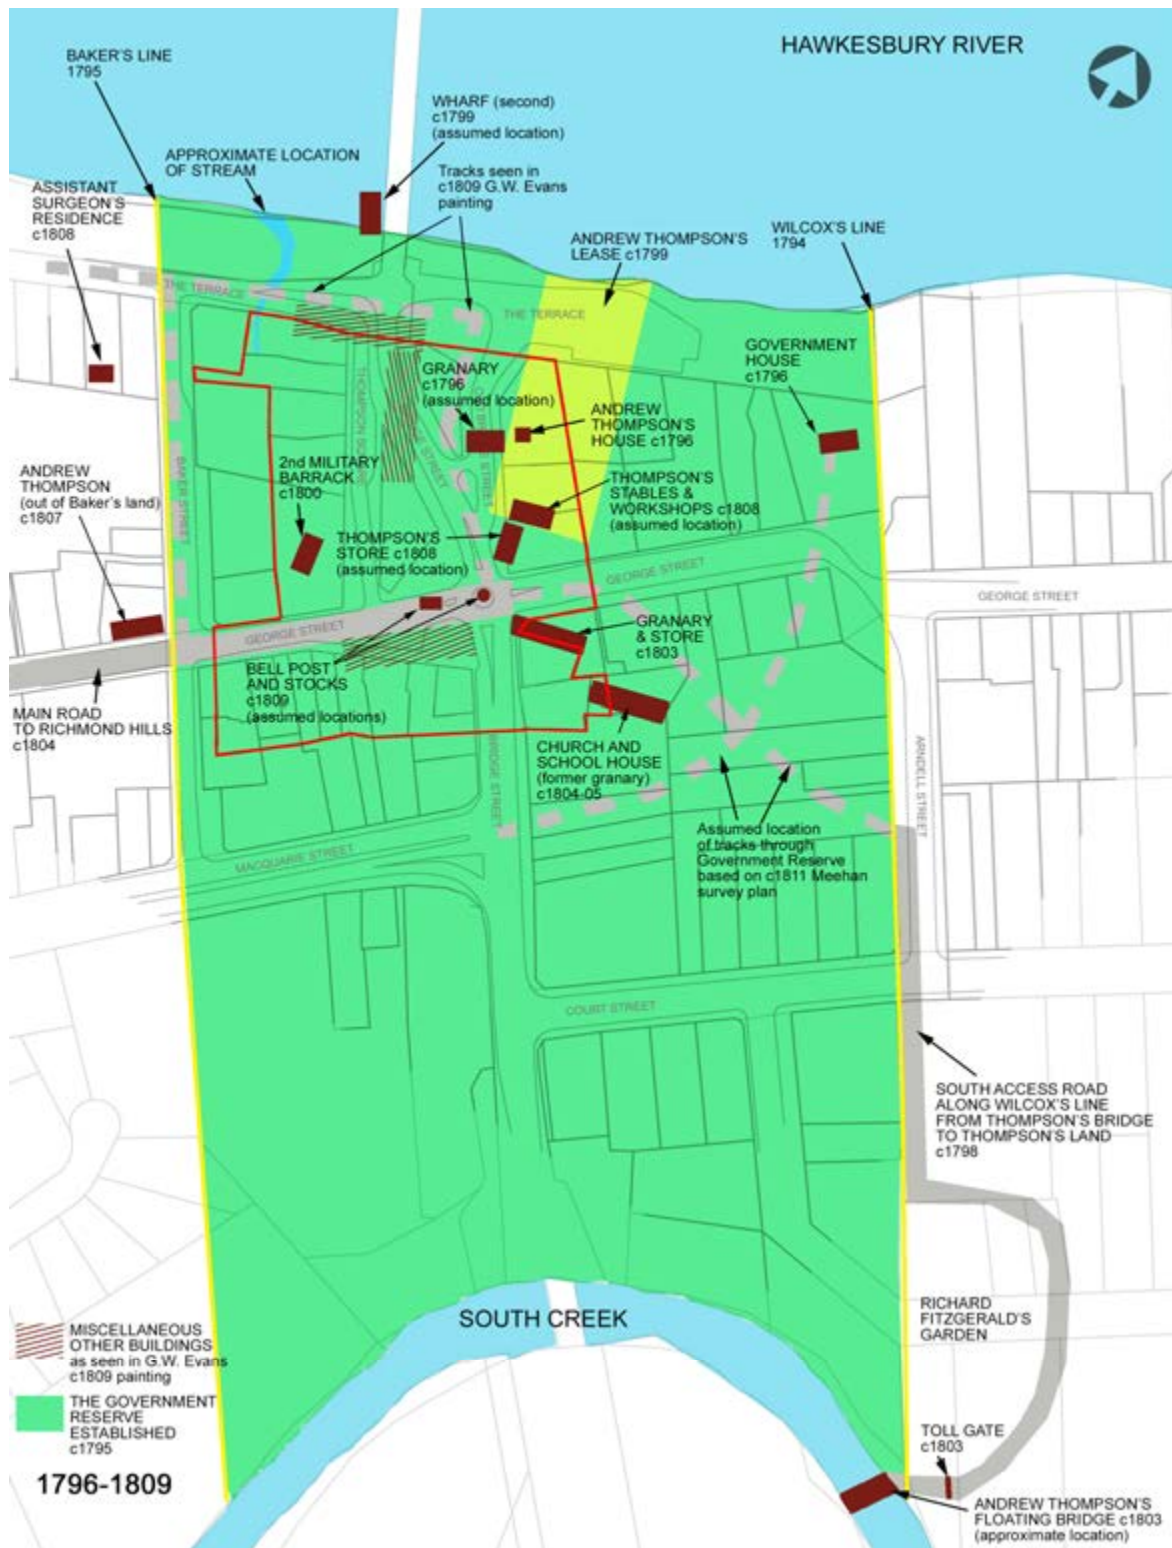 HAWKESBURY RIVER
BAKER'S LINE
1795
WHARF (second)
c1799
(assumed location)
APPROXIMATE LOCATION
OF STREAM
Tracks seen in
c1809 G.W. Evans
painting
ASSISTANT
SURGEON'S
RESIDENCE
c1808
ANDREW THOMPSON'S
LEASE c1799
WILCOX'S LINE
1794
THE TERRACE
THE TERRACE
GOVERNMENT
HOUSE
c1796
GRANARY
c1796
(assumed location)
THOMPSON SQUARE
ANDREW
THOMPSON'S
HOUSE c1796
BRIDGE STREET
OLD BRIDGE STREET
ANDREW
THOMPSON
(out of Baker's land)
c1807
BAKER STREET
2nd MILITARY
BARRACK
c1800
THOMPSON'S
STABLES &
WORKSHOPS c1808
(assumed location)
THOMPSON'S
STORE c1808
(assumed location)
GEORGE STREET
GEORGE STREET
GEORGE STREET
GRANARY
& STORE
c1803
BELL POST
AND STOCKS
c1809
(assumed locations)
MAIN ROAD
TO RICHMOND HILLS
c1804
CHURCH AND
SCHOOL HOUSE
(former granary)
c1804-05
BRIDGE STREET
ARNDELL STREET
MACQUARIE STREET
Assumed location
of tracks through
Government Reserve
based on c1811 Meehan
survey plan
COURT STREET
SOUTH ACCESS ROAD
ALONG WILCOX'S LINE
FROM THOMPSON'S BRIDGE
TO THOMPSON'S LAND
c1798
SOUTH CREEK
RICHARD
FITZGERALD'S
GARDEN
MISCELLANEOUS
OTHER BUILDINGS
as seen in G.W. Evans
c1809 painting
THE GOVERNMENT
RESERVE
ESTABLISHED
c1795
1796-1809
TOLL GATE
c1803
ANDREW THOMPSON'S
FLOATING BRIDGE c1803
(approximate location)